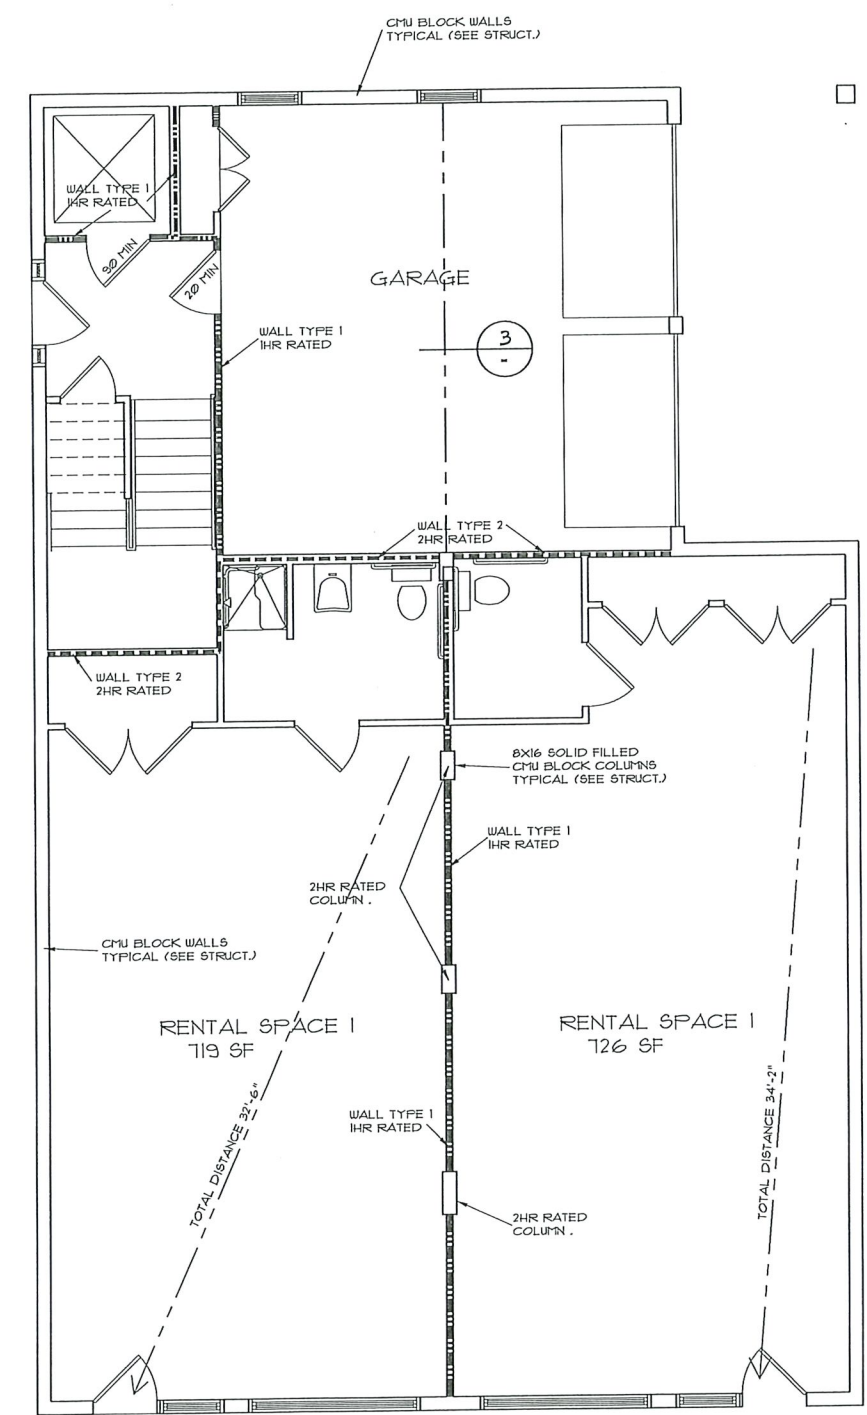 CMU BLOCK WALLS
TYPICAL (SEE STRUCT.)
WALL TYPE 1
1HR RATED
90 MIN
20 MIN
GARAGE
WALL TYPE 1
1HR RATED
3
-
WALL TYPE 2
2HR RATED
WALL TYPE 2
2HR RATED
8X16 SOLID FILLED
CMU BLOCK COLUMNS
TYPICAL (SEE STRUCT.)
WALL TYPE 1
1HR RATED
2HR RATED
COLUMN .
CMU BLOCK WALLS
TYPICAL (SEE STRUCT.)
RENTAL SPACE 1
719 SF
RENTAL SPACE 1
726 SF
TOTAL DISTANCE 32'-6"
TOTAL DISTANCE 34'-2"
WALL TYPE 1
1HR RATED
2HR RATED
COLUMN .